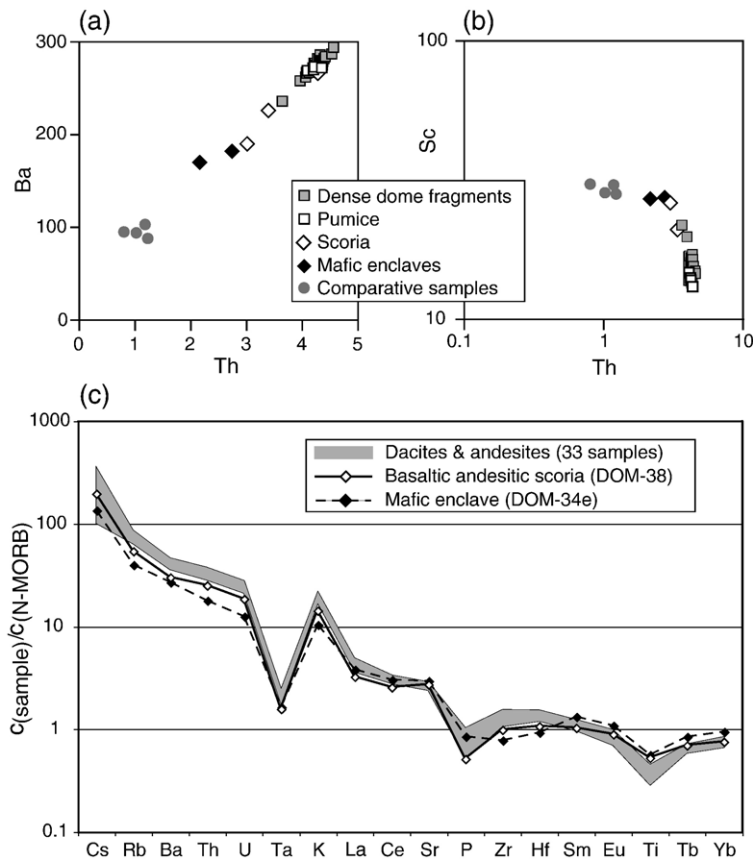 (a)
300
200
100
0
Ba
0 1 2 3 4 5
Th
(b)
100
10
Sc
0.1 1 10
Th
Dense dome fragments
Pumice
Scoria
Mafic enclaves
Comparative samples
(c)
1000
100
10
1
0.1
c(sample)/c(N-MORB)
Dacites & andesites (33 samples)
Basaltic andesitic scoria (DOM-38)
Mafic enclave (DOM-34e)
Cs Rb Ba Th U Ta K La Ce Sr P Zr Hf Sm Eu Ti Tb Yb